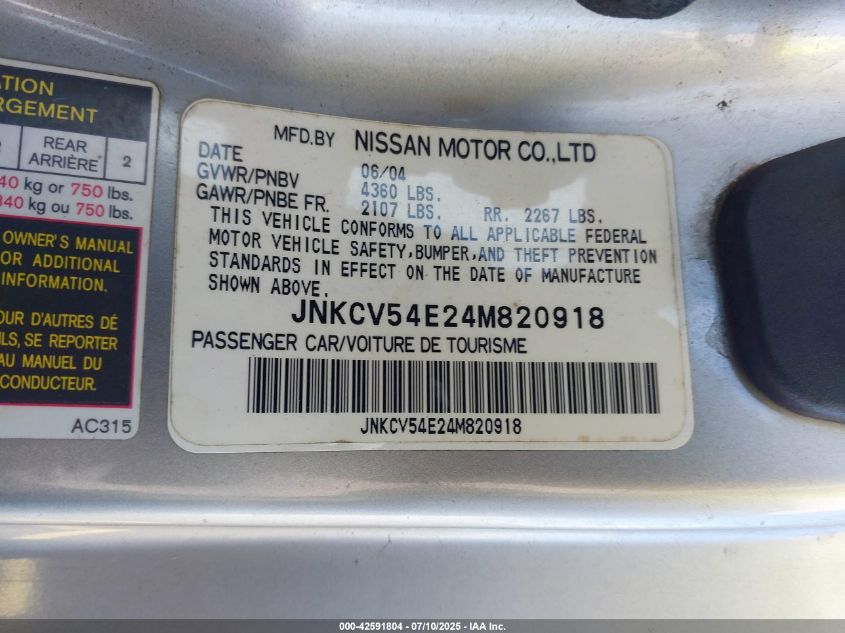 ATION
RGEMENT
REAR
ARRIÈRE
2
40 kg or 750 lbs.
340 kg ou 750 lbs.
OWNER'S MANUAL
OR ADDITIONAL
INFORMATION.
OUR D'AUTRES DÉ
ILS, SE REPORTER
AU MANUEL DU
CONDUCTEUR.
AC315
MFD.BY NISSAN MOTOR CO.,LTD
DATE 06/04
GVWR/PNBV 4360 LBS.
GAWR/PNBE FR. 2107 LBS. RR. 2267 LBS.
THIS VEHICLE CONFORMS TO ALL APPLICABLE FEDERAL
MOTOR VEHICLE SAFETY, BUMPER, AND THEFT PREVENTION
STANDARDS IN EFFECT ON THE DATE OF MANUFACTURE
SHOWN ABOVE.
JNKCV54E24M820918
PASSENGER CAR/VOITURE DE TOURISME
JNKCV54E24M820918
000-42591804 | 07/10/2025 - IAA Inc.